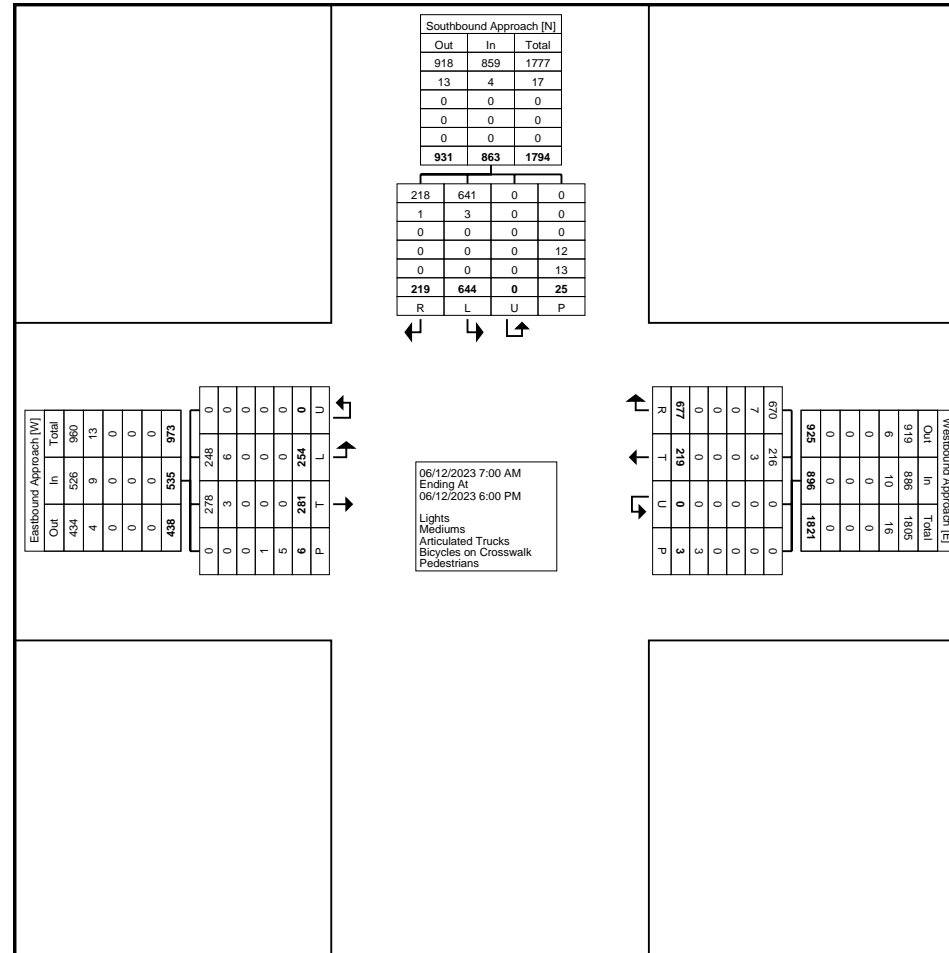 Southbound Approach [N]
Out In Total
918 859 1777
13 4 17
0 0 0
0 0 0
0 0 0
931 863 1794
218 641 0 0
1 3 0 0
0 0 0 0
0 0 0 12
0 0 0 13
219 644 0 25
R L U P
Eastbound Approach [W]
Out In Total
434 526 960
4 9 13
0 0 0
0 0 0
0 0 0
438 535 973
0 278 248 0
0 3 6 0
0 0 0 0
1 0 0 0
5 0 0 0
6 281 254 0
P T L U
06/12/2023 7:00 AM
Ending At
06/12/2023 6:00 PM
Lights
Mediums
Articulated Trucks
Bicycles on Crosswalk
Pedestrians
Westbound Approach [E]
Out In Total
919 886 1805
6 10 16
0 0 0
0 0 0
0 0 0
925 896 1821
670 216 0 0
7 3 0 0
0 0 0 0
0 0 0 0
0 0 0 3
677 219 0 3
R T U P